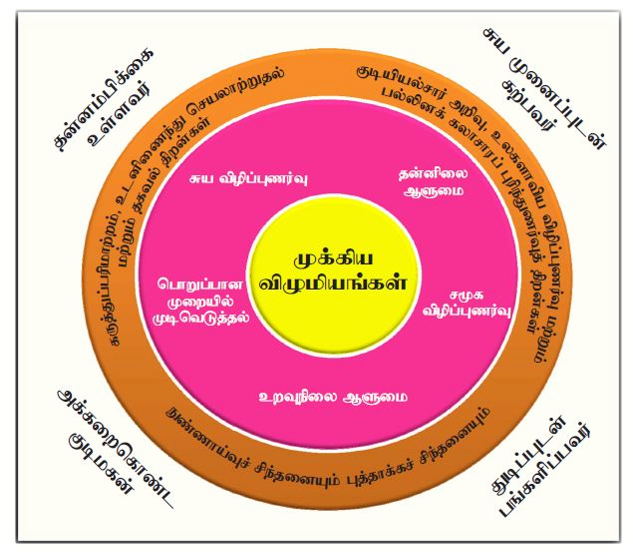 தன்னம்பிக்கை
உள்ளவர்
சுய முனைப்புடன்
கற்பவர்
கருத்துப்பரிமாற்றம், உடனிணைந்து செயலாற்றுதல்
மற்றும் தகவல் திறன்கள்
குடியியல்சார் அறிவு, உலகளாவிய விழிப்புணர்வு மற்றும்
பல்லினக் கலாசாரப் புரிந்துணர்வுத் திறன்கள்
சுய விழிப்புணர்வு
தன்னிலை
ஆளுமை
முக்கிய
விழுமியங்கள்
பொறுப்பான
முறையில்
முடிவெடுத்தல்
சமூக
விழிப்புணர்வு
உறவுநிலை ஆளுமை
நுண்ணாய்வுச் சிந்தனையும் புத்தாக்கச் சிந்தனையும்
அக்கறைகொண்ட
குடிமகன்
துடிப்புடன்
பங்களிப்பவர்